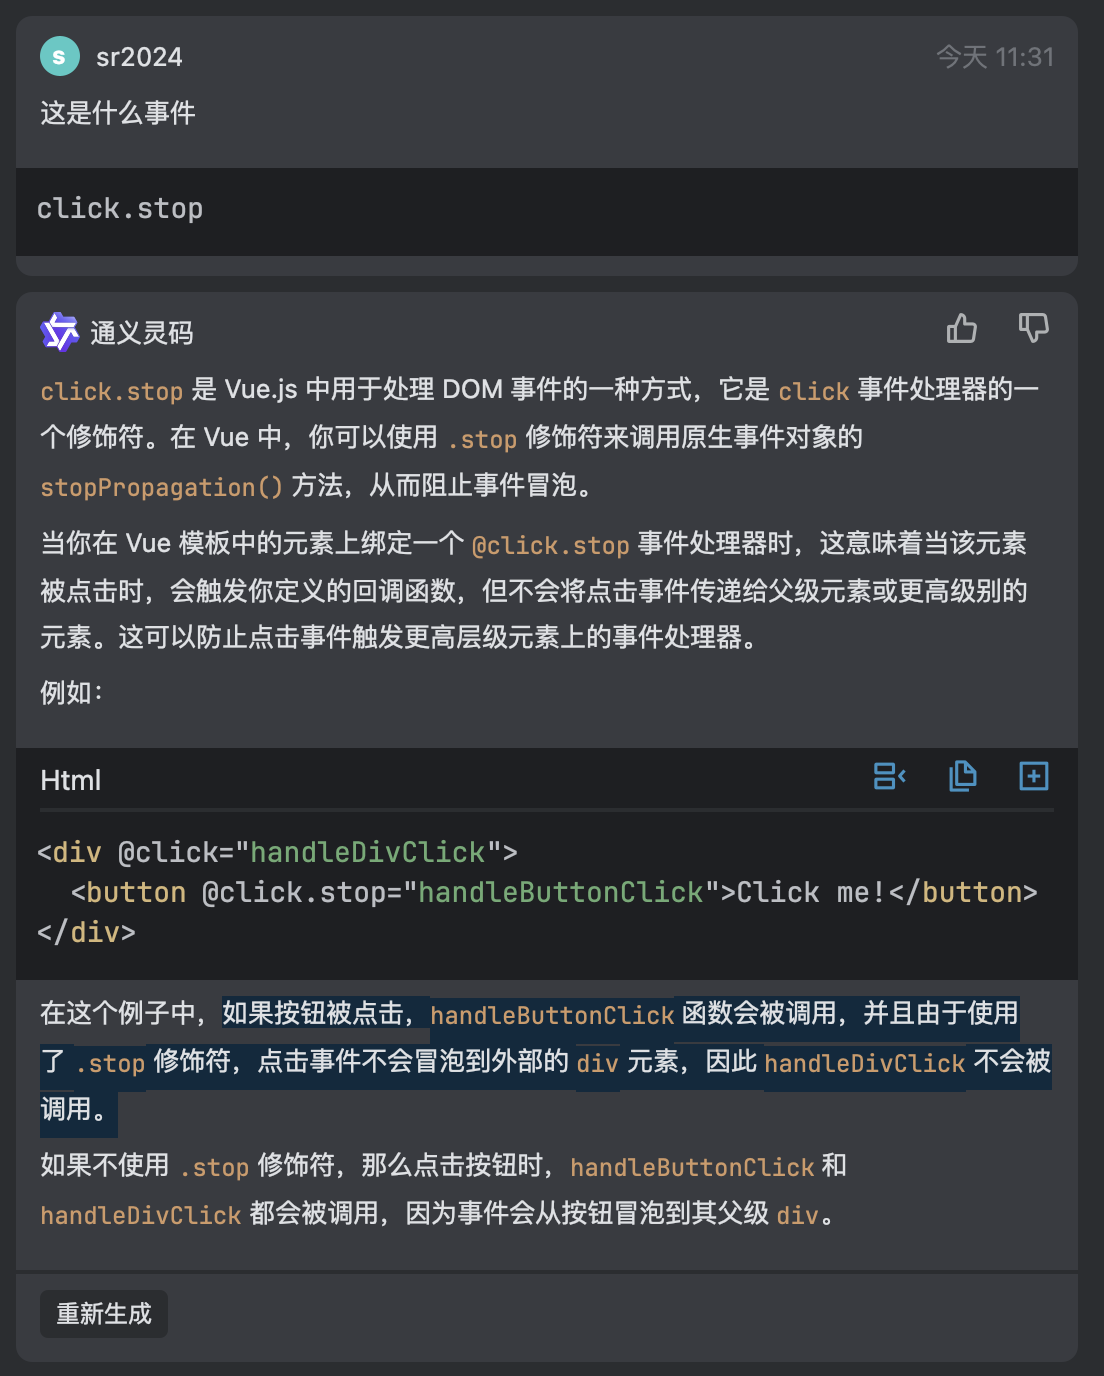 s sr2024 今天 11:31
这是什么事件
click.stop
通义灵码
click.stop 是 Vue.js 中用于处理 DOM 事件的一种方式，它是 click 事件处理器的一
个修饰符。在 Vue 中，你可以使用 .stop 修饰符来调用原生事件对象的
stopPropagation() 方法，从而阻止事件冒泡。
当你在 Vue 模板中的元素上绑定一个 @click.stop 事件处理器时，这意味着当该元素
被点击时，会触发你定义的回调函数，但不会将点击事件传递给父级元素或更高级别的
元素。这可以防止点击事件触发更高层级元素上的事件处理器。
例如：
Html
<div @click="handleDivClick">
  <button @click.stop="handleButtonClick">Click me!</button>
</div>
在这个例子中，如果按钮被点击，handleButtonClick 函数会被调用，并且由于使用
了 .stop 修饰符，点击事件不会冒泡到外部的 div 元素，因此 handleDivClick 不会被
调用。
如果不使用 .stop 修饰符，那么点击按钮时，handleButtonClick 和
handleDivClick 都会被调用，因为事件会从按钮冒泡到其父级 div。
重新生成